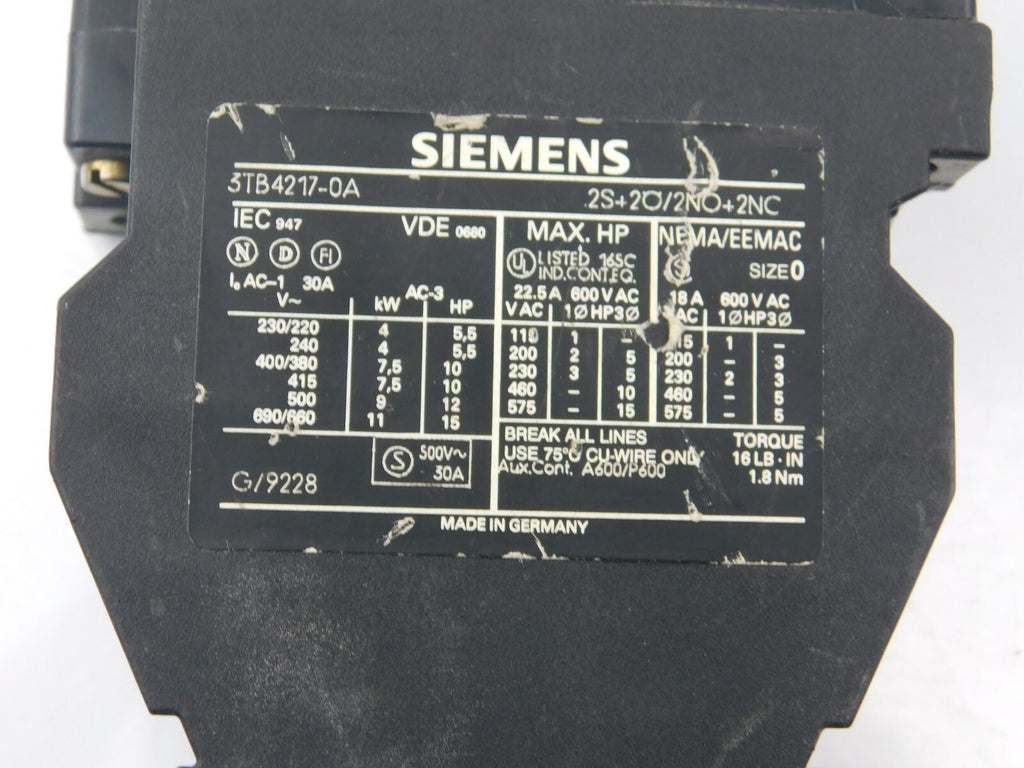 SIEMENS
3TB4217-0A 2S+2Ö/2NO+2NC
IEC 947 VDE 0660
N D FI
Iₑ AC-1 30A AC-3
V~ kW HP
230/220 4 5,5
240 4 5,5
400/380 7,5 10
415 7,5 10
500 9 12
690/660 11 15
G/9228
S 500V~
30A
MAX. HP
UL LISTED 165C
IND.CONT.EQ.
22.5A 600 V AC
V AC 1Ø HP 3Ø
110 1 –
200 2 5
230 3 5
460 – 10
575 – 15
NEMA/EEMAC
SIZE 0
18 A 600 V AC
1Ø HP 3Ø
1 –
200 – 3
230 2 3
460 – 5
575 – 5
BREAK ALL LINES
USE 75°C CU-WIRE ONLY
Aux.Cont. A600/P600
TORQUE
16 LB · IN
1.8 Nm
MADE IN GERMANY